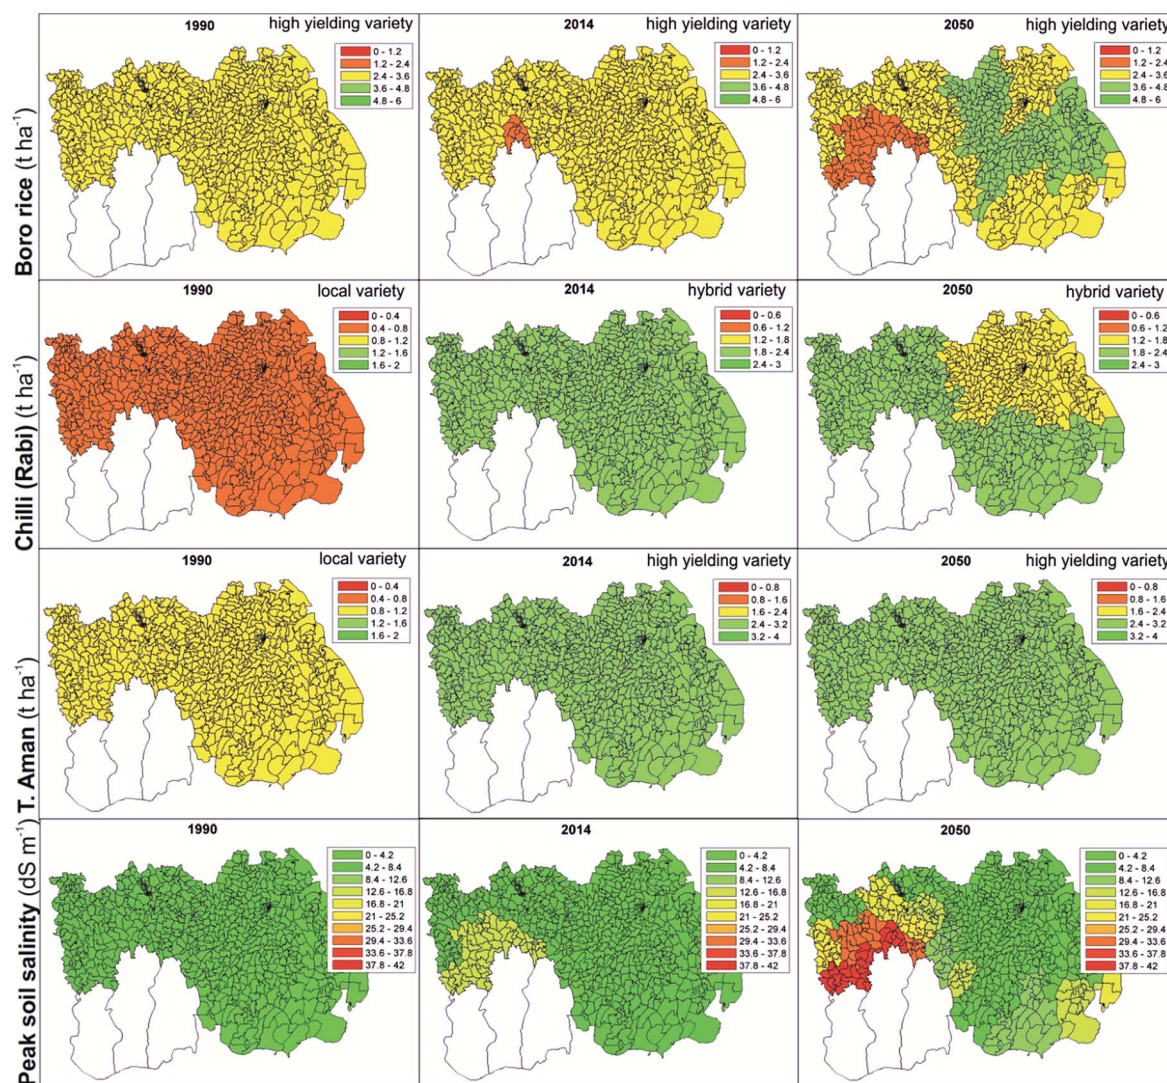 1990 high yielding variety
0 - 1.2
1.2 - 2.4
2.4 - 3.6
3.6 - 4.8
4.8 - 6
2014 high yielding variety
0 - 1.2
1.2 - 2.4
2.4 - 3.6
3.6 - 4.8
4.8 - 6
2050 high yielding variety
0 - 1.2
1.2 - 2.4
2.4 - 3.6
3.6 - 4.8
4.8 - 6
Boro rice (t ha⁻¹)
1990 local variety
0 - 0.4
0.4 - 0.8
0.8 - 1.2
1.2 - 1.6
1.6 - 2
2014 hybrid variety
0 - 0.6
0.6 - 1.2
1.2 - 1.8
1.8 - 2.4
2.4 - 3
2050 hybrid variety
0 - 0.6
0.6 - 1.2
1.2 - 1.8
1.8 - 2.4
2.4 - 3
Chilli (Rabi) (t ha⁻¹)
1990 local variety
0 - 0.4
0.4 - 0.8
0.8 - 1.2
1.2 - 1.6
1.6 - 2
2014 high yielding variety
0 - 0.8
0.8 - 1.6
1.6 - 2.4
2.4 - 3.2
3.2 - 4
2050 high yielding variety
0 - 0.8
0.8 - 1.6
1.6 - 2.4
2.4 - 3.2
3.2 - 4
T. Aman (t ha⁻¹)
1990
0 - 4.2
4.2 - 8.4
8.4 - 12.6
12.6 - 16.8
16.8 - 21
21 - 25.2
25.2 - 29.4
29.4 - 33.6
33.6 - 37.8
37.8 - 42
2014
0 - 4.2
4.2 - 8.4
8.4 - 12.6
12.6 - 16.8
16.8 - 21
21 - 25.2
25.2 - 29.4
29.4 - 33.6
33.6 - 37.8
37.8 - 42
2050
0 - 4.2
4.2 - 8.4
8.4 - 12.6
12.6 - 16.8
16.8 - 21
21 - 25.2
25.2 - 29.4
29.4 - 33.6
33.6 - 37.8
37.8 - 42
Peak soil salinity (dS m⁻¹)